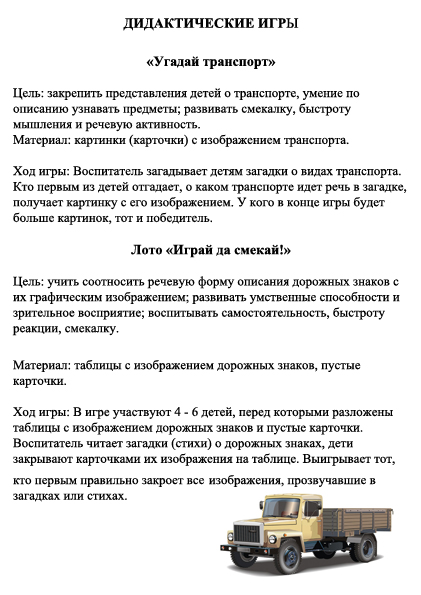 ДИДАКТИЧЕСКИЕ ИГРЫ
«Угадай транспорт»
Цель: закрепить представления детей о транспорте, умение по
описанию узнавать предметы; развивать смекалку, быстроту
мышления и речевую активность.
Материал: картинки (карточки) с изображением транспорта.
Ход игры: Воспитатель загадывает детям загадки о видах транспорта.
Кто первым из детей отгадает, о каком транспорте идет речь в загадке,
получает картинку с его изображением. У кого в конце игры будет
больше картинок, тот и победитель.
Лото «Играй да смекай!»
Цель: учить соотносить речевую форму описания дорожных знаков с
их графическим изображением; развивать умственные способности и
зрительное восприятие; воспитывать самостоятельность, быстроту
реакции, смекалку.
Материал: таблицы с изображением дорожных знаков, пустые
карточки.
Ход игры: В игре участвуют 4 - 6 детей, перед которыми разложены
таблицы с изображением дорожных знаков и пустые карточки.
Воспитатель читает загадки (стихи) о дорожных знаках, дети
закрывают карточками их изображения на таблице. Выигрывает тот,
кто первым правильно закроет все изображения, прозвучавшие в
загадках или стихах.